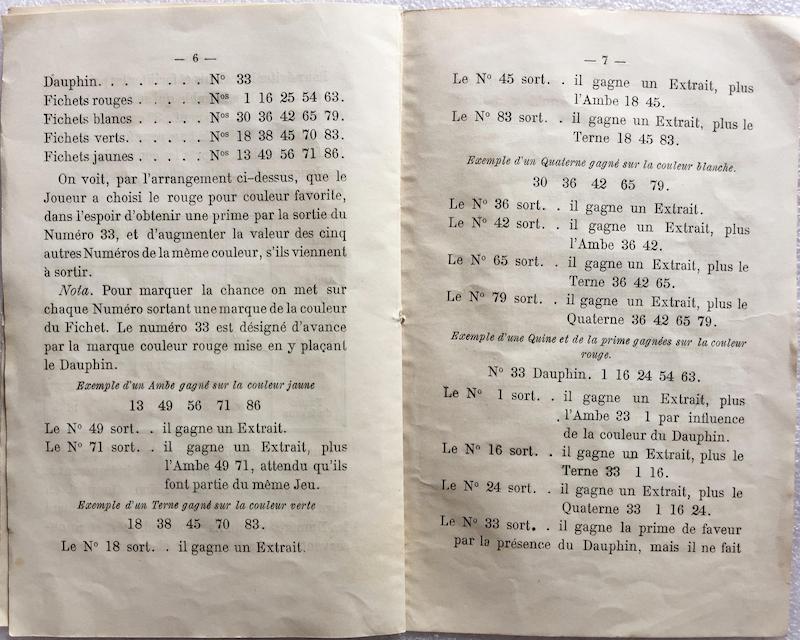 — 6 —
Dauphin. . . . . . . . . N° 33
Fichets rouges . . . . . Nos 1 16 25 54 63.
Fichets blancs . . . . . Nos 30 36 42 65 79.
Fichets verts. . . . . . Nos 18 38 45 70 83.
Fichets jaunes . . . . . Nos 13 49 56 71 86.
On voit, par l'arrangement ci-dessus, que le
Joueur a choisi le rouge pour couleur favorite,
dans l'espoir d'obtenir une prime par la sortie du
Numéro 33, et d'augmenter la valeur des cinq
autres Numéros de la même couleur, s'ils viennent
à sortir.
Nota. Pour marquer la chance on met sur
chaque Numéro sortant une marque de la couleur
du Fichet. Le numéro 33 est désigné d'avance
par la marque couleur rouge mise en y plaçant
le Dauphin.
Exemple d'un Ambe gagné sur la couleur jaune
13 49 56 71 86
Le N° 49 sort. . il gagne un Extrait.
Le N° 71 sort. . il gagne un Extrait, plus
l'Ambe 49 71, attendu qu'ils
font partie du même Jeu.
Exemple d'un Terne gagné sur la couleur verte
18 38 45 70 83.
Le N° 18 sort. . il gagne un Extrait.
— 7 —
Le N° 45 sort. . il gagne un Extrait, plus
l'Ambe 18 45.
Le N° 83 sort. . il gagne un Extrait, plus le
Terne 18 45 83.
Exemple d'un Quaterne gagné sur la couleur blanche.
30 36 42 65 79.
Le N° 36 sort. . il gagne un Extrait.
Le N° 42 sort. . il gagne un Extrait, plus
l'Ambe 36 42.
Le N° 65 sort. . il gagne un Extrait, plus le
Terne 36 42 65.
Le N° 79 sort. . il gagne un Extrait, plus le
Quaterne 36 42 65 79.
Exemple d'une Quine et de la prime gagnées sur la couleur
rouge.
N° 33 Dauphin. 1 16 24 54 63.
Le N° 1 sort. . il gagne un Extrait, plus
l'Ambe 33 1 par influence
de la couleur du Dauphin.
Le N° 16 sort. . il gagne un Extrait, plus le
Terne 33 1 16.
Le N° 24 sort. . il gagne un Extrait, plus le
Quaterne 33 1 16 24.
Le N° 33 sort. . il gagne la prime de faveur
par la présence du Dauphin, mais il ne fait